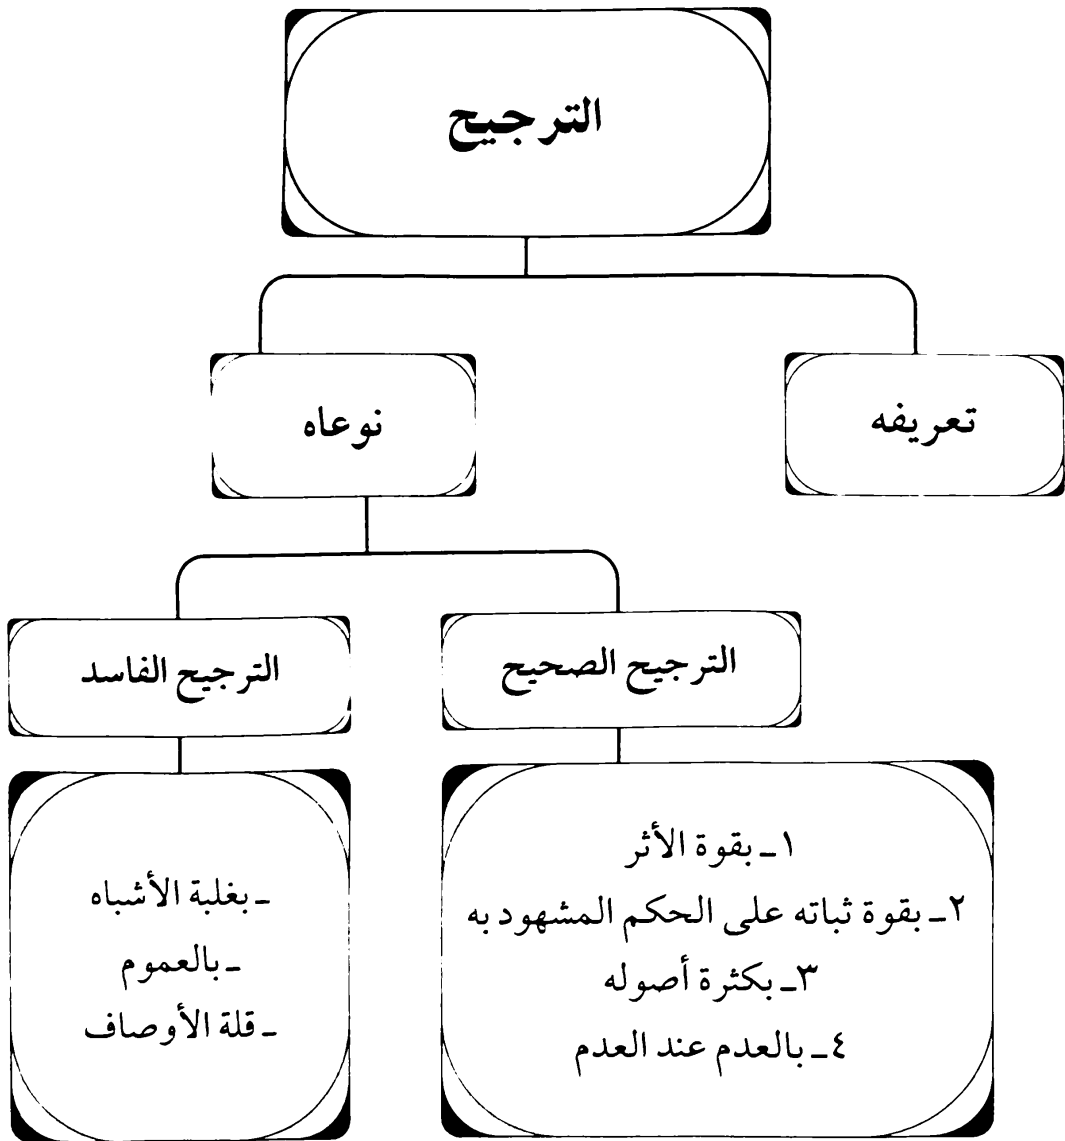 الترجيح
تعريفه
نوعاه
الترجيح الصحيح
١ـ بقوة الأثر
٢ـ بقوة ثباته على الحكم المشهود به
٣ـ بكثرة أصوله
٤ـ بالعدم عند العدم
الترجيح الفاسد
ـ بغلبة الأشباه
ـ بالعموم
ـ قلة الأوصاف